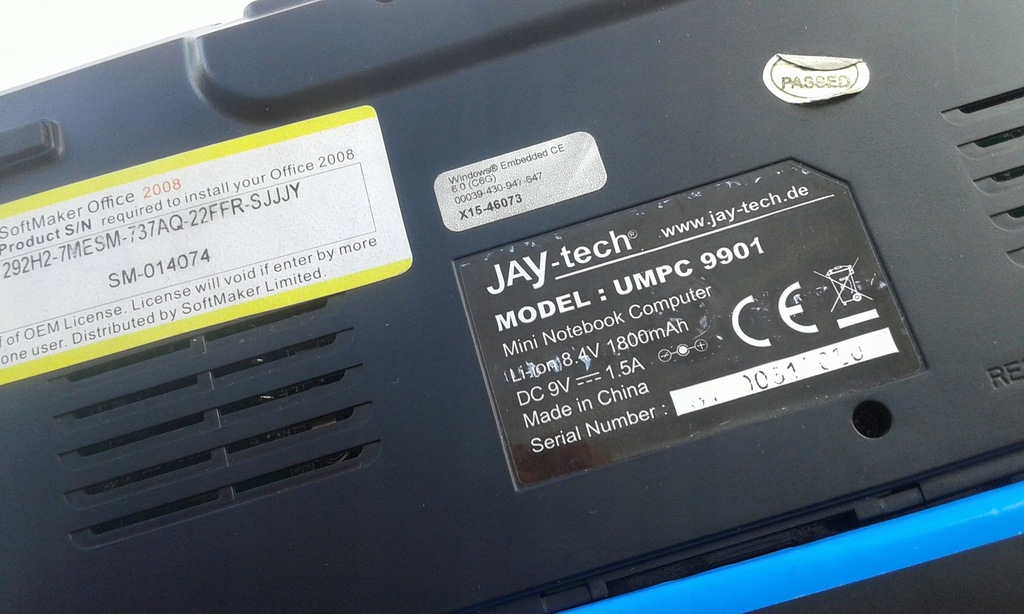 SoftMaker Office 2008
Product S/N required to install your Office 2008
292H2-7MESM-737AQ-22FFR-SJJJY
SM-014074
f of OEM License. License will void if enter by more
one user. Distributed by SoftMaker Limited.
Windows® Embedded CE
6.0 (C6G)
00039-430-947-647
X15-46073
PASSED
JAY-tech® www.jay-tech.de
MODEL : UMPC 9901
Mini Notebook Computer
Li-Ion 8.4V 1800mAh
DC 9V 1.5A
Made in China
Serial Number :
CE
RE